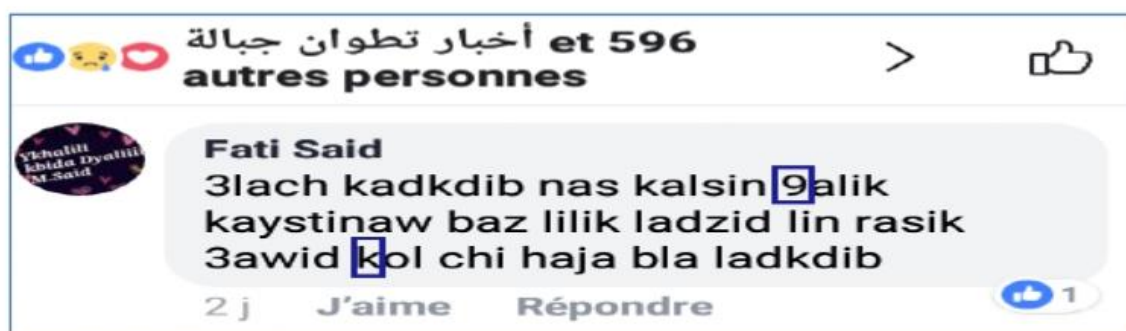 أخبار تطوان جبالة et 596
autres personnes
Ykhalili
kbida Dyaliiii
M.Said
Fati Said
3lach kadkdib nas kalsin 9alik
kaystinaw baz lilik ladzid lin rasik
3awid kol chi haja bla ladkdib
2 j J'aime Répondre
1